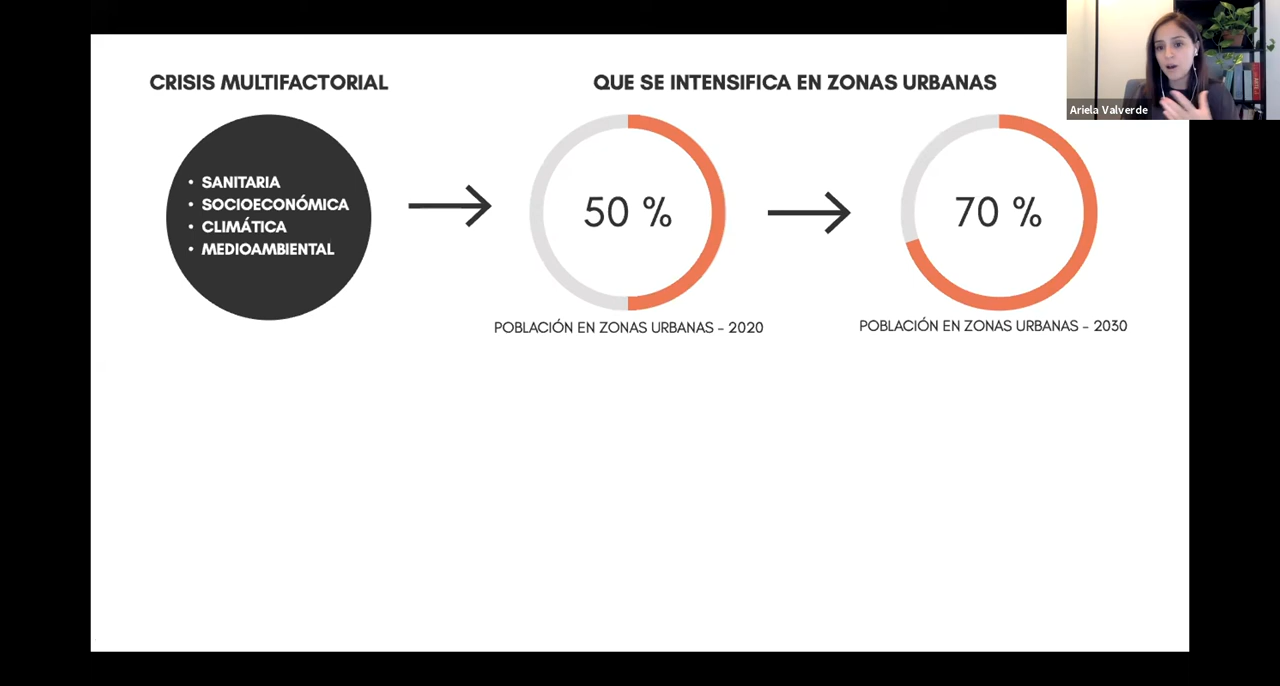 CRISIS MULTIFACTORIAL
QUE SE INTENSIFICA EN ZONAS URBANAS
Ariela Valverde
• SANITARIA
• SOCIOECONÓMICA
• CLIMÁTICA
• MEDIOAMBIENTAL
50 %
70 %
POBLACIÓN EN ZONAS URBANAS - 2020
POBLACIÓN EN ZONAS URBANAS - 2030